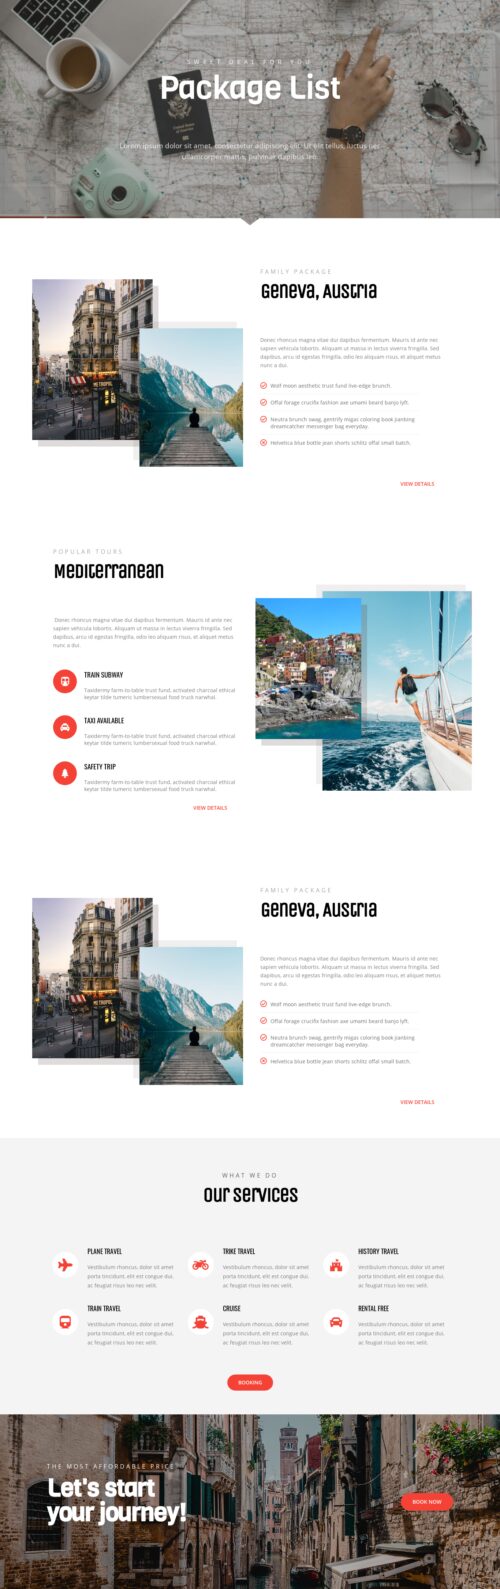 SWEET DEAL FOR YOU
Package List
Lorem ipsum dolor sit amet, consectetur adipiscing elit. Ut elit tellus, luctus nec
ullamcorper mattis, pulvinar dapibus leo.
FAMILY PACKAGE
Geneva, Austria
Donec rhoncus magna vitae dui dapibus fermentum. Mauris id ante nec
sapien vehicula lobortis. Aliquam ut massa in lectus viverra fringilla. Sed
dapibus, arcu id egestas fringilla, odio leo aliquam risus, et aliquet metus
nunc a dui.
Wolf moon aesthetic trust fund live-edge brunch.
Offal forage crucifix fashion axe umami beard banjo lyft.
Neutra brunch swag, gentrify migas coloring book jianbing
dreamcatcher messenger bag everyday.
Helvetica blue bottle jean shorts schlitz offal small batch.
VIEW DETAILS
POPULAR TOURS
Mediterranean
Donec rhoncus magna vitae dui dapibus fermentum. Mauris id ante nec
sapien vehicula lobortis. Aliquam ut massa in lectus viverra fringilla. Sed
dapibus, arcu id egestas fringilla, odio leo aliquam risus, et aliquet metus
nunc a dui.
TRAIN SUBWAY
Taxidermy farm-to-table trust fund, activated charcoal ethical
keytar tilde tumeric lumbersexual food truck narwhal.
TAXI AVAILABLE
Taxidermy farm-to-table trust fund, activated charcoal ethical
keytar tilde tumeric lumbersexual food truck narwhal.
SAFETY TRIP
Taxidermy farm-to-table trust fund, activated charcoal ethical
keytar tilde tumeric lumbersexual food truck narwhal.
VIEW DETAILS
FAMILY PACKAGE
Geneva, Austria
Donec rhoncus magna vitae dui dapibus fermentum. Mauris id ante nec
sapien vehicula lobortis. Aliquam ut massa in lectus viverra fringilla. Sed
dapibus, arcu id egestas fringilla, odio leo aliquam risus, et aliquet metus
nunc a dui.
Wolf moon aesthetic trust fund live-edge brunch.
Offal forage crucifix fashion axe umami beard banjo lyft.
Neutra brunch swag, gentrify migas coloring book jianbing
dreamcatcher messenger bag everyday.
Helvetica blue bottle jean shorts schlitz offal small batch.
VIEW DETAILS
WHAT WE DO
Our Services
PLANE TRAVEL
Vestibulum rhoncus, dolor sit amet
porta tincidunt, elit est congue dui,
ac feugiat risus leo nec velit.
TRIKE TRAVEL
Vestibulum rhoncus, dolor sit amet
porta tincidunt, elit est congue dui,
ac feugiat risus leo nec velit.
HISTORY TRAVEL
Vestibulum rhoncus, dolor sit amet
porta tincidunt, elit est congue dui,
ac feugiat risus leo nec velit.
TRAIN TRAVEL
Vestibulum rhoncus, dolor sit amet
porta tincidunt, elit est congue dui,
ac feugiat risus leo nec velit.
CRUISE
Vestibulum rhoncus, dolor sit amet
porta tincidunt, elit est congue dui,
ac feugiat risus leo nec velit.
RENTAL FREE
Vestibulum rhoncus, dolor sit amet
porta tincidunt, elit est congue dui,
ac feugiat risus leo nec velit.
BOOKING
THE MOST AFFORDABLE PRICE
Let's start
your journey!
BOOK NOW